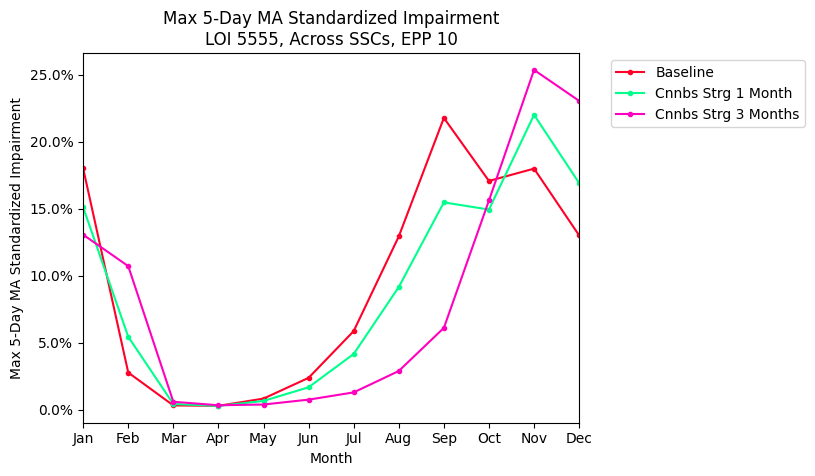 Max 5-Day MA Standardized Impairment
LOI 5555, Across SSCs, EPP 10
Max 5-Day MA Standardized Impairment
25.0%
20.0%
15.0%
10.0%
5.0%
0.0%
Jan Feb Mar Apr May Jun Jul Aug Sep Oct Nov Dec
Month
Baseline
Cnnbs Strg 1 Month
Cnnbs Strg 3 Months